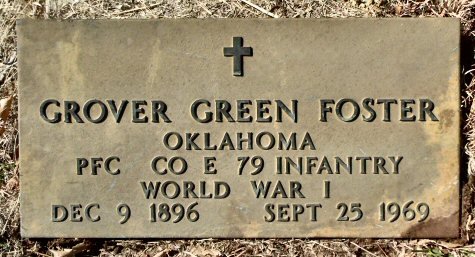 GROVER GREEN FOSTER
OKLAHOMA
PFC CO E 79 INFANTRY
WORLD WAR I
DEC 9 1896 SEPT 25 1969